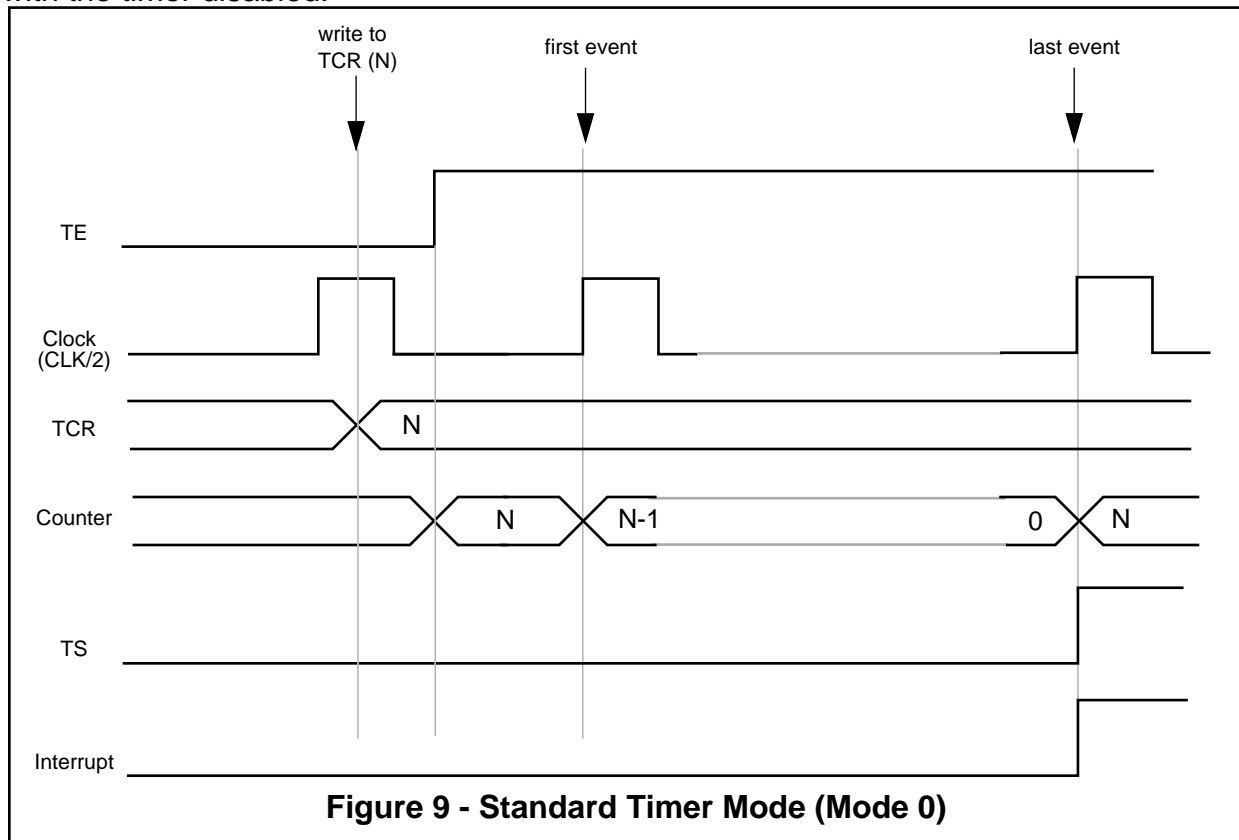 with the timer disabled.
write to
TCR (N)
first event
last event
TE
Clock
(CLK/2)
TCR
N
Counter
N
N-1
0
N
TS
Interrupt
Figure 9 - Standard Timer Mode (Mode 0)